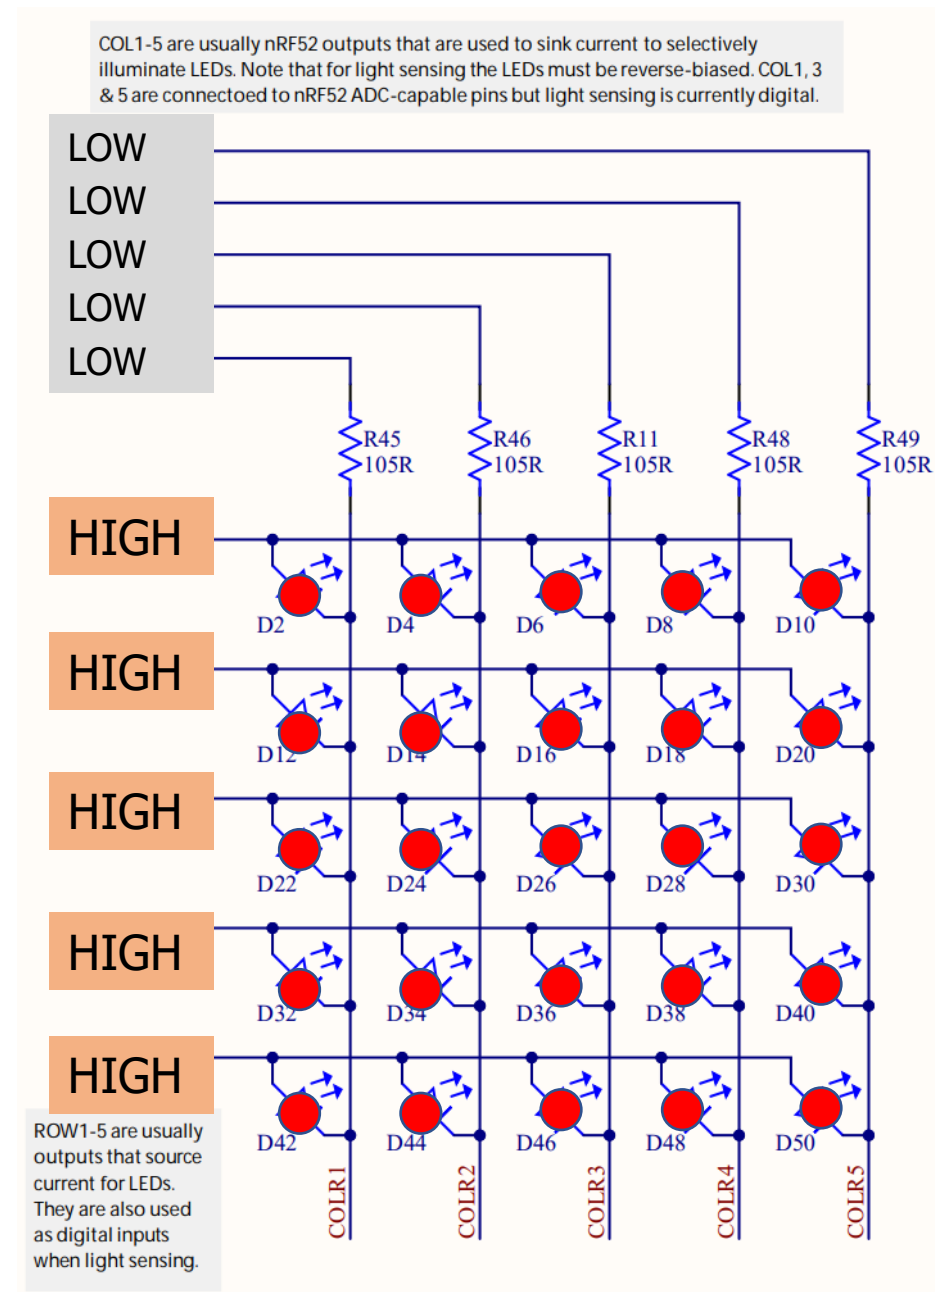 COL1-5 are usually nRF52 outputs that are used to sink current to selectively
illuminate LEDs. Note that for light sensing the LEDs must be reverse-biased. COL1, 3
& 5 are connectoed to nRF52 ADC-capable pins but light sensing is currently digital.
LOW
LOW
LOW
LOW
LOW
R45 R46 R11 R48 R49
105R 105R 105R 105R 105R
HIGH
D2 D4 D6 D8 D10
HIGH
D12 D14 D16 D18 D20
HIGH
D22 D24 D26 D28 D30
HIGH
D32 D34 D36 D38 D40
HIGH
D42 D44 D46 D48 D50
ROW1-5 are usually
outputs that source
current for LEDs.
They are also used
as digital inputs
when light sensing.
COLR1 COLR2 COLR3 COLR4 COLR5